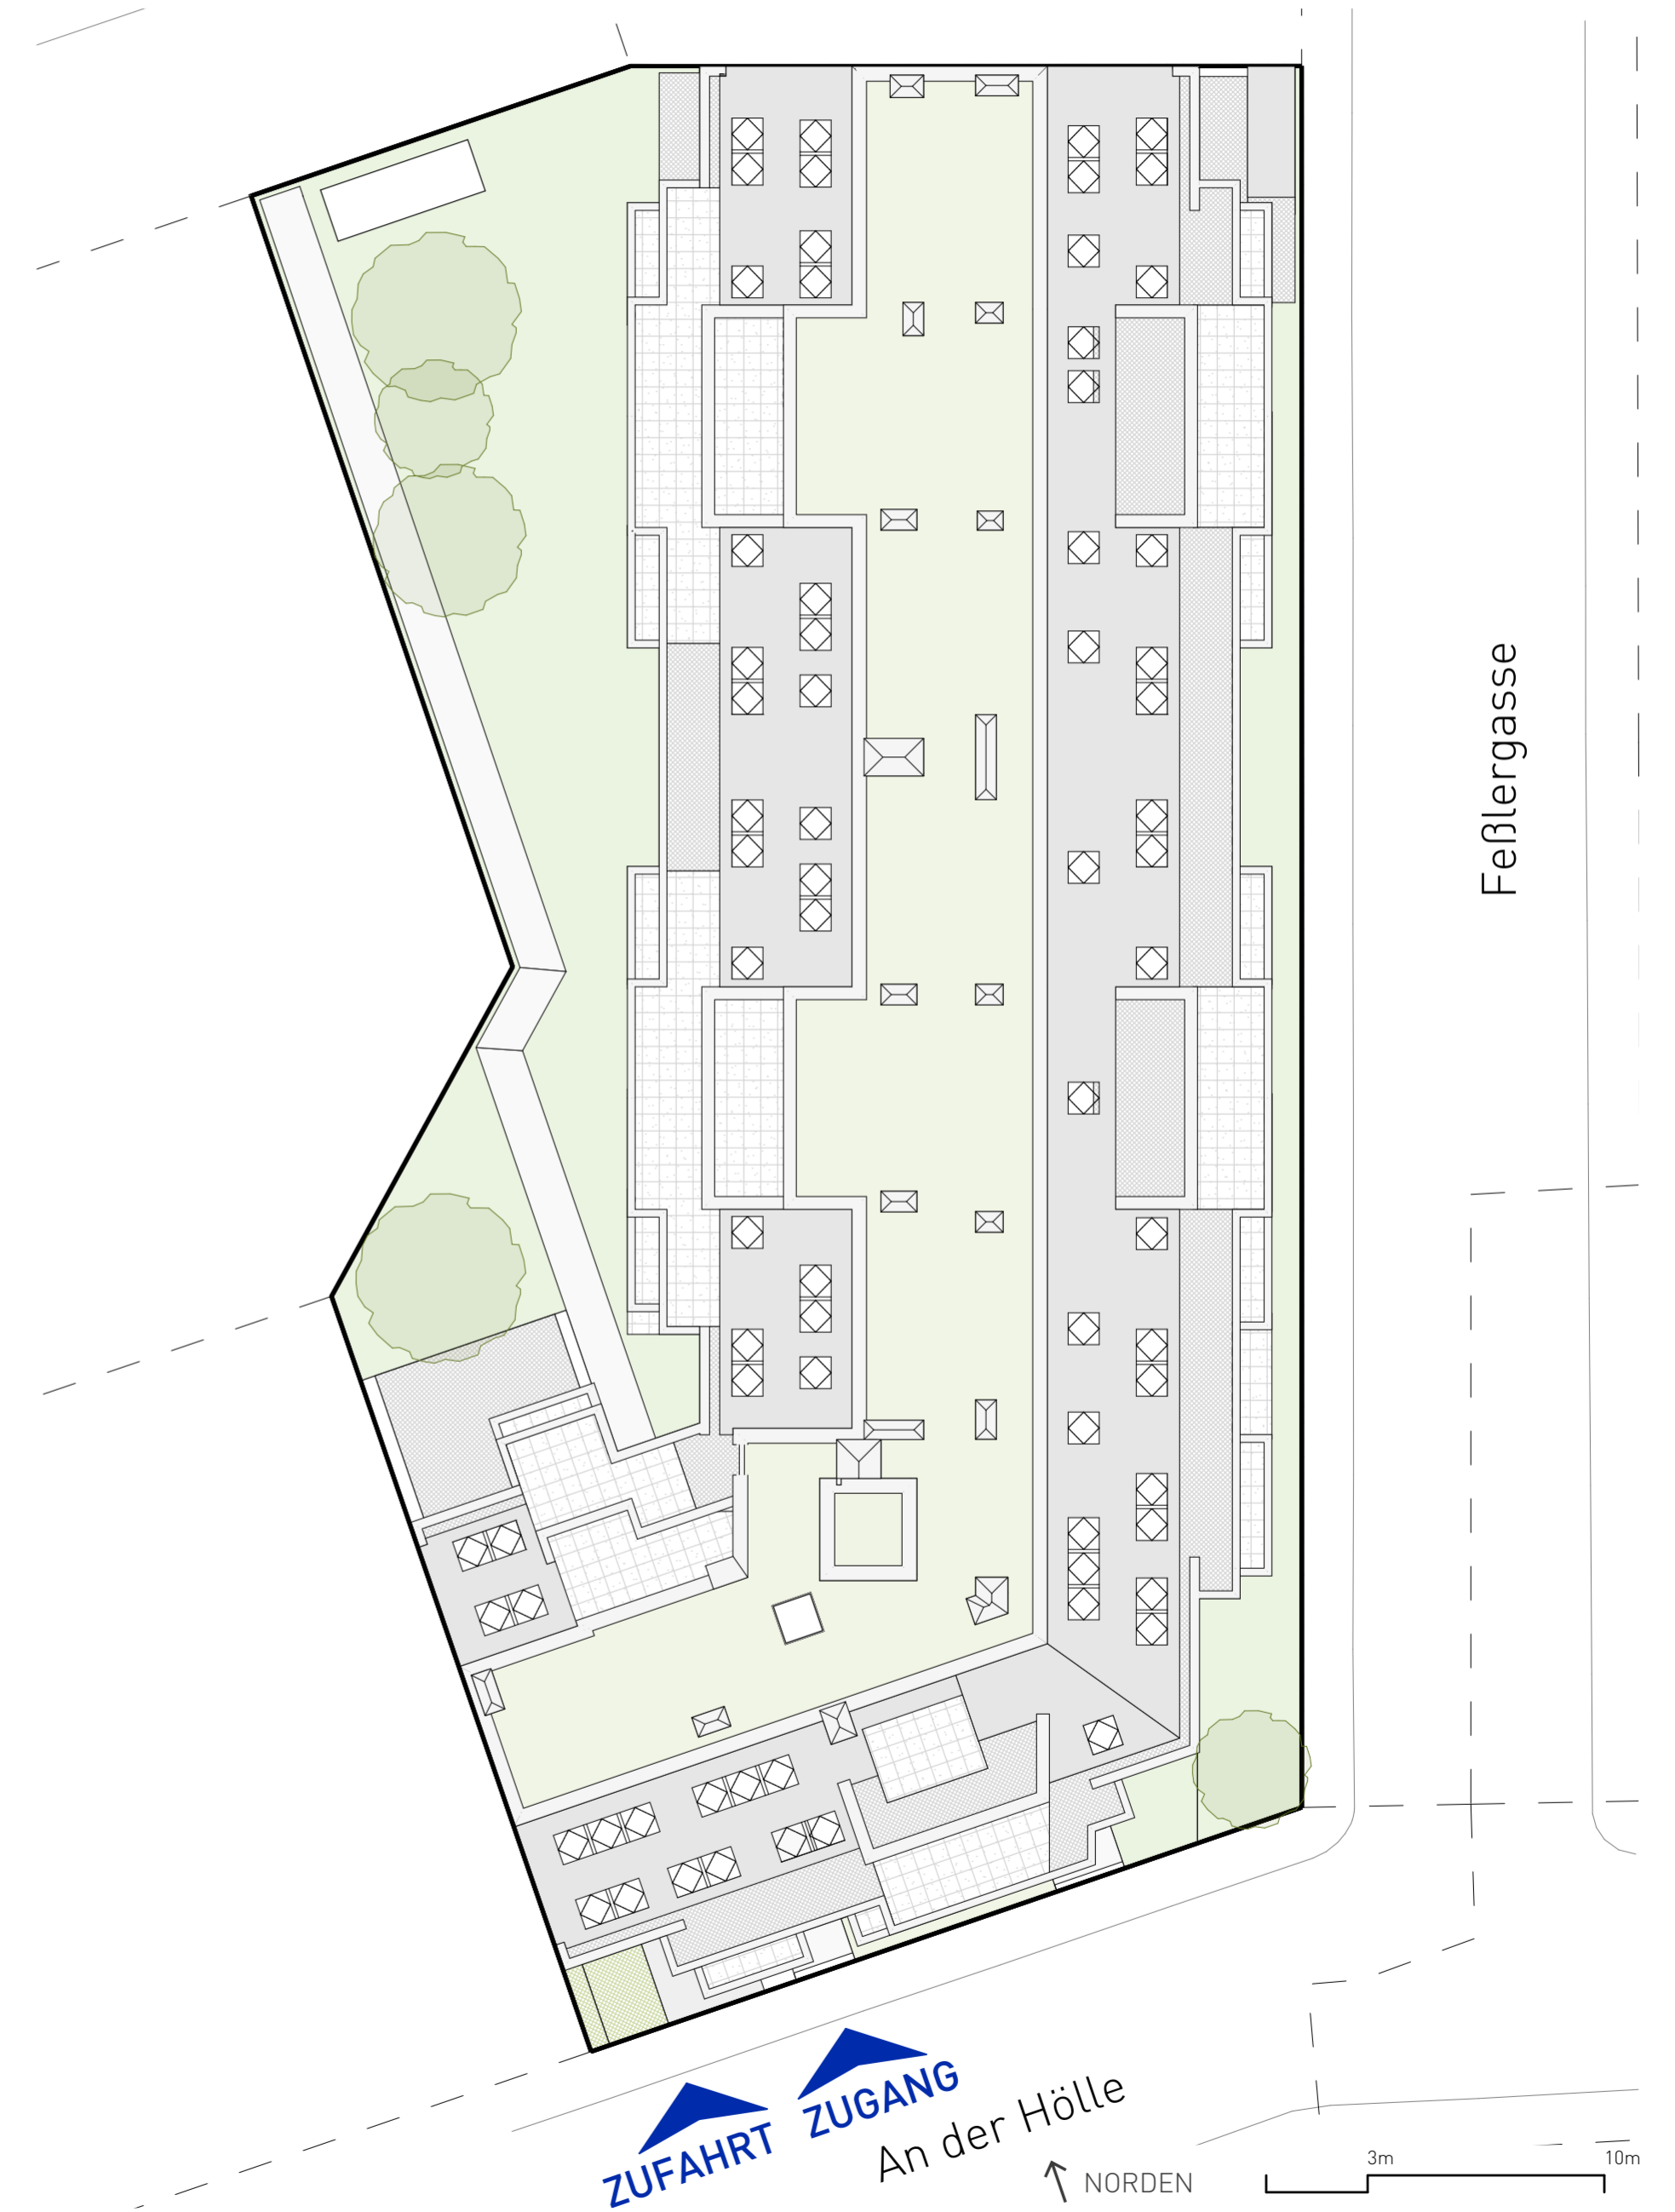 Feßlergasse
ZUFAHRT
ZUGANG
An der Hölle
NORDEN
3m
10m